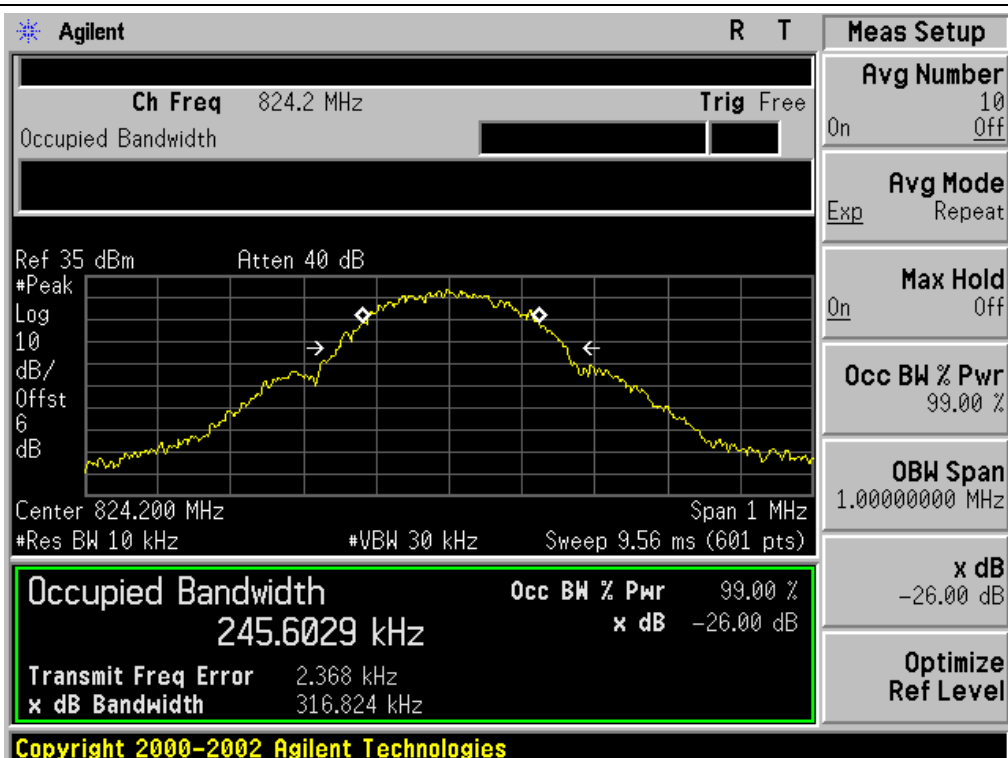 Agilent R T
Ch Freq 824.2 MHz Trig Free
Occupied Bandwidth
Ref 35 dBm Atten 40 dB
#Peak
Log
10
dB/
Offst
6
dB
Center 824.200 MHz Span 1 MHz
#Res BW 10 kHz #VBW 30 kHz Sweep 9.56 ms (601 pts)
Occupied Bandwidth Occ BW % Pwr 99.00 %
245.6029 kHz x dB -26.00 dB
Transmit Freq Error 2.368 kHz
x dB Bandwidth 316.824 kHz
Copyright 2000-2002 Agilent Technologies
Meas Setup
Avg Number
10
On Off
Avg Mode
Exp Repeat
Max Hold
On Off
Occ BW % Pwr
99.00 %
OBW Span
1.00000000 MHz
x dB
-26.00 dB
Optimize
Ref Level